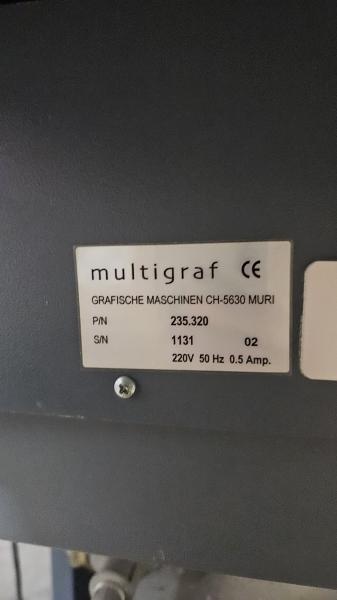 multigraf CE
GRAFISCHE MASCHINEN CH-5630 MURI
P/N 235.320
S/N 1131 02
220V 50 Hz 0.5 Amp.